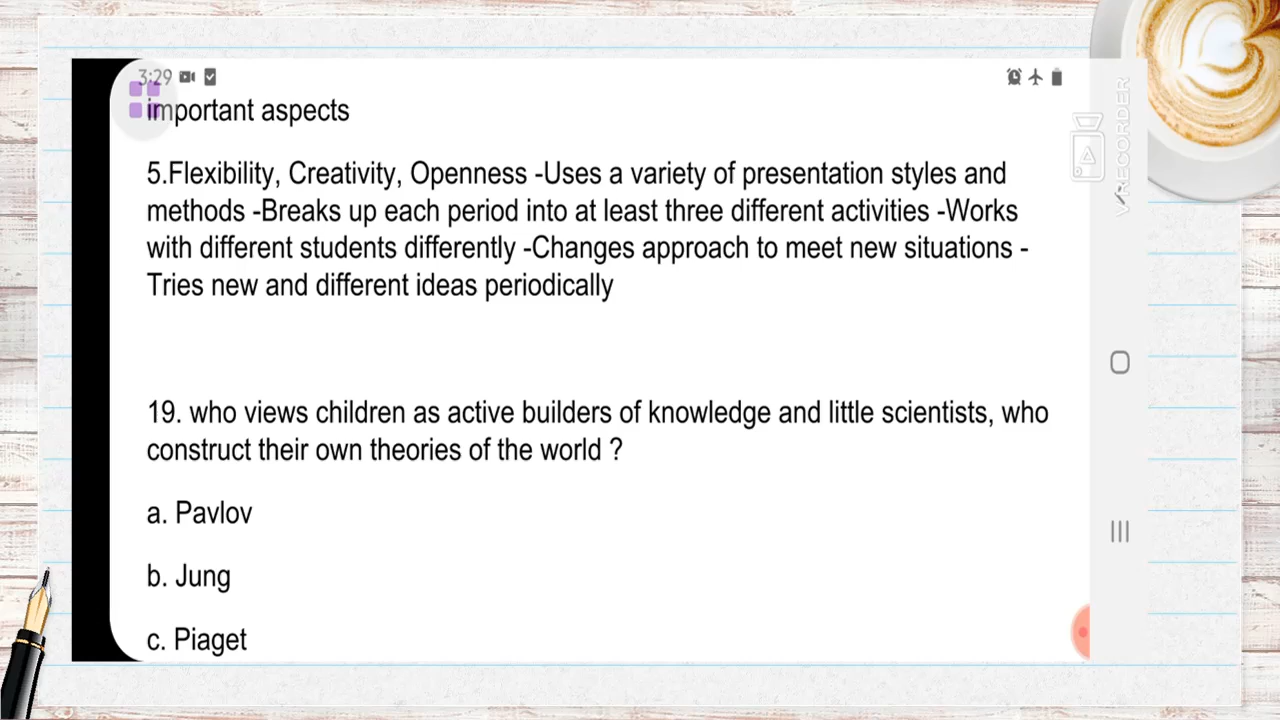 3:29
important aspects
5.Flexibility, Creativity, Openness -Uses a variety of presentation styles and
methods -Breaks up each period into at least three different activities -Works
with different students differently -Changes approach to meet new situations -
Tries new and different ideas periodically
19. who views children as active builders of knowledge and little scientists, who
construct their own theories of the world ?
a. Pavlov
b. Jung
c. Piaget
VRECORDER